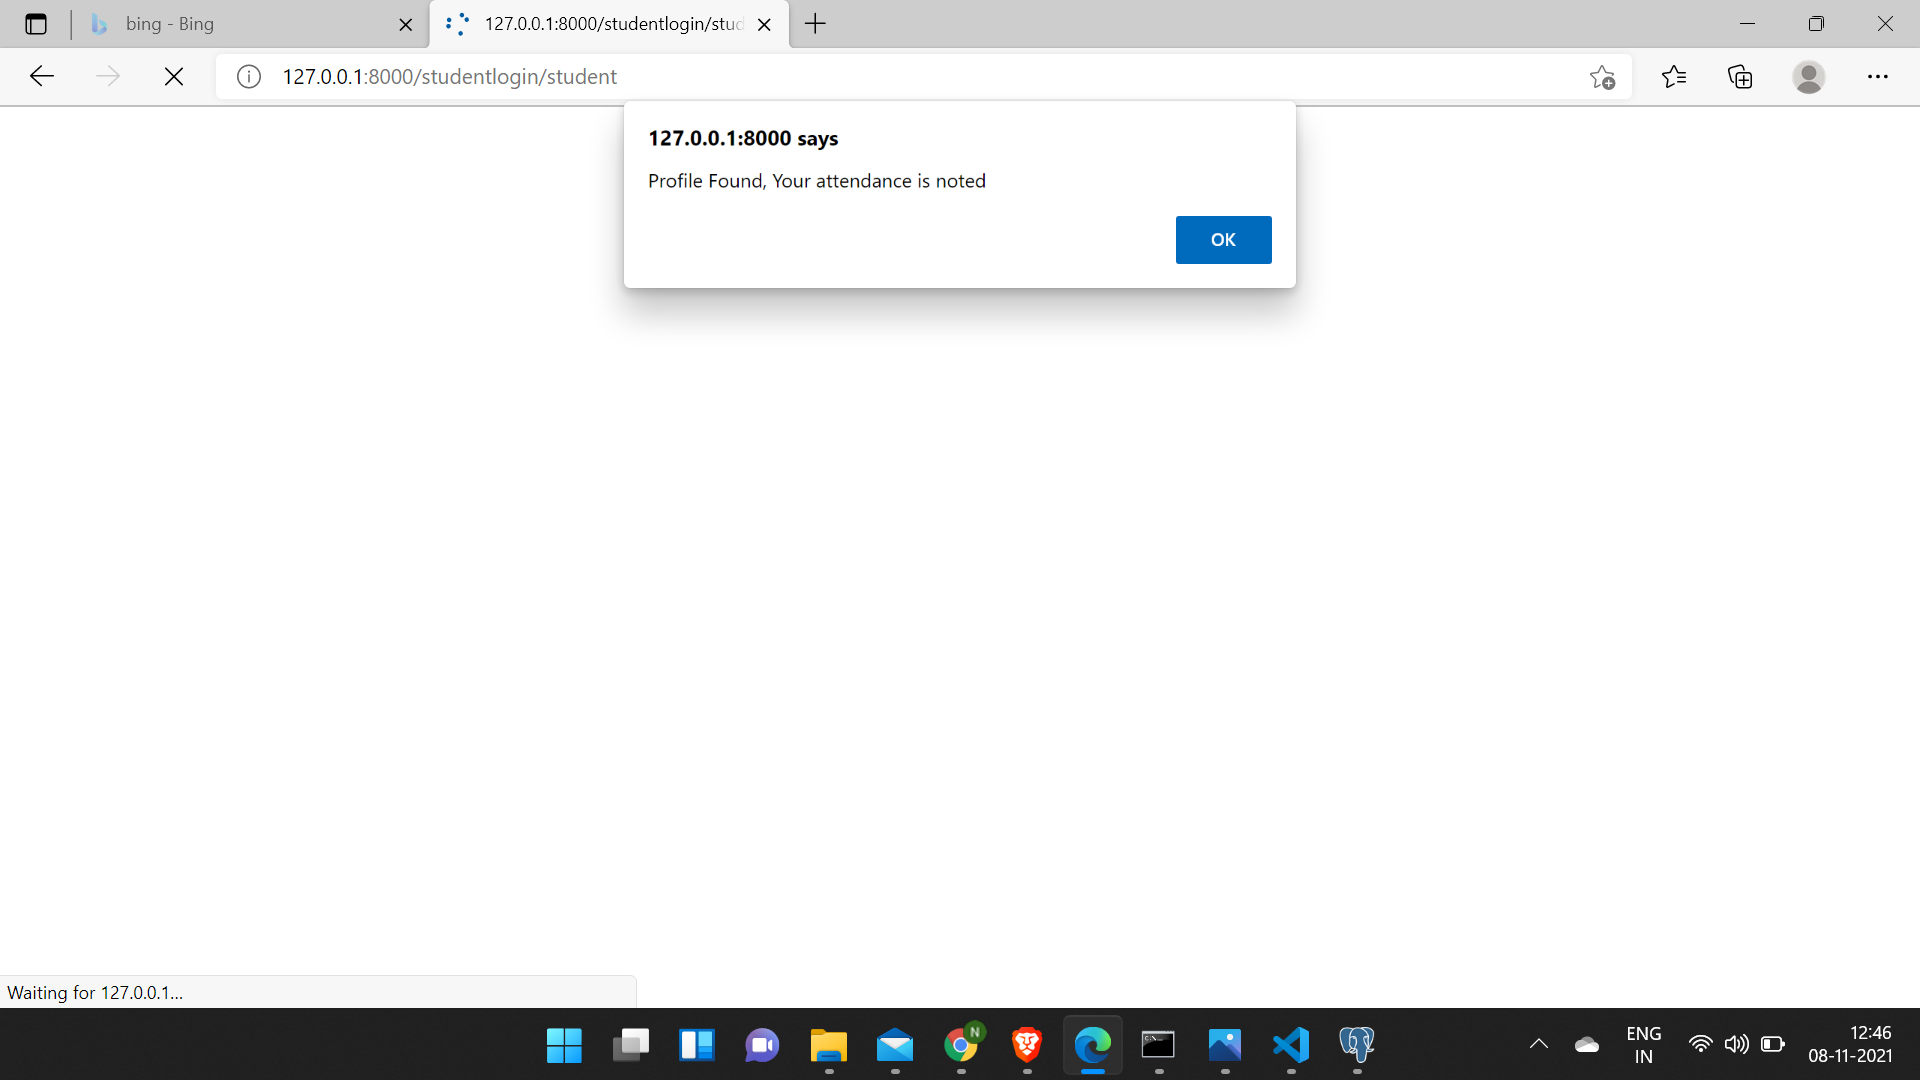 bing - Bing
127.0.0.1:8000/studentlogin/stud
127.0.0.1:8000/studentlogin/student
127.0.0.1:8000 says
Profile Found, Your attendance is noted
OK
Waiting for 127.0.0.1...
N
ENG
IN
12:46
08-11-2021